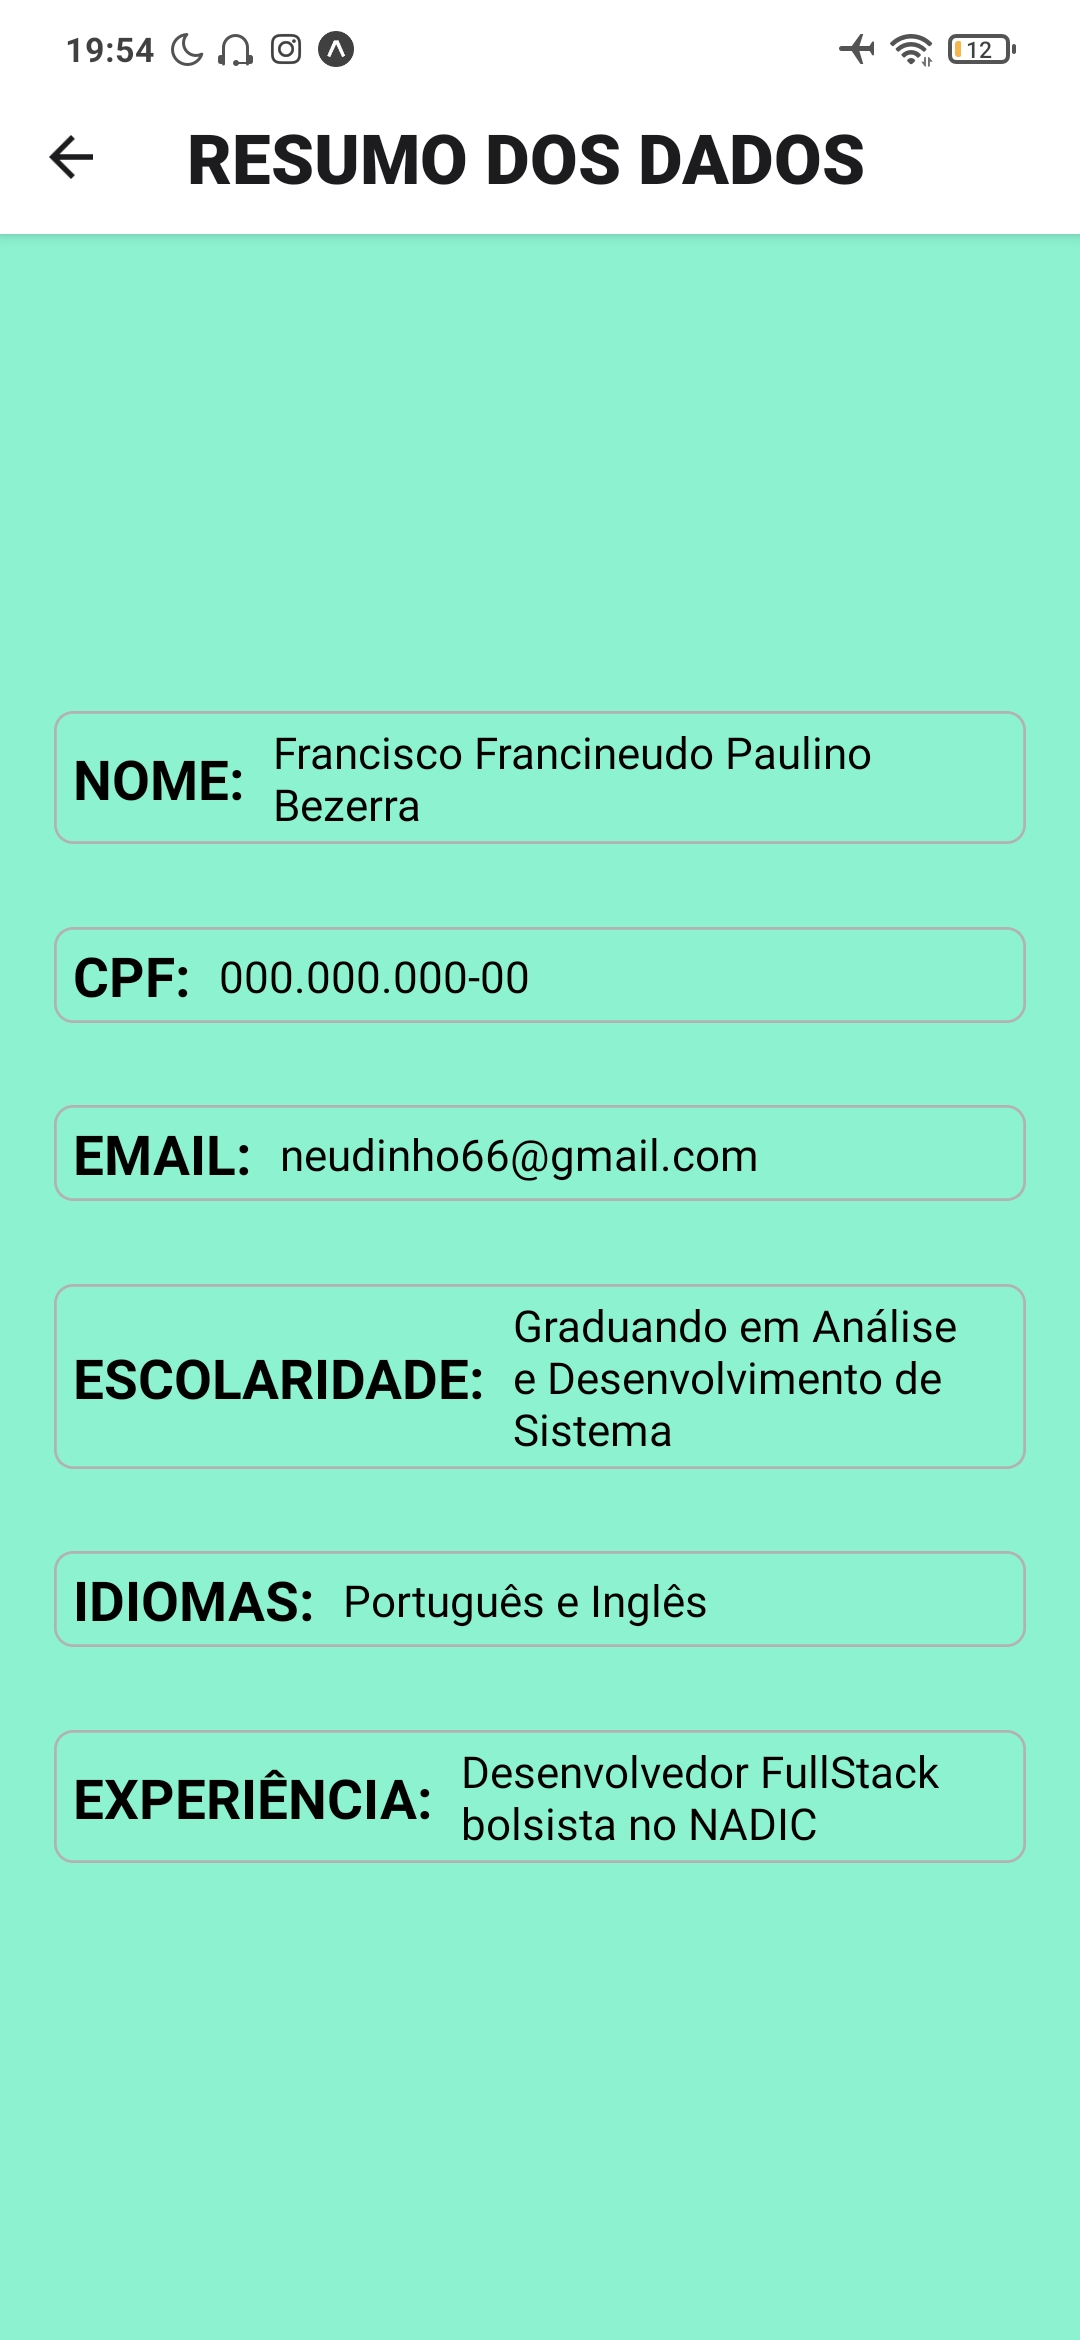 19:54
12
RESUMO DOS DADOS
NOME: Francisco Francineudo Paulino
Bezerra
CPF: 000.000.000-00
EMAIL: neudinho66@gmail.com
ESCOLARIDADE: Graduando em Análise
e Desenvolvimento de
Sistema
IDIOMAS: Português e Inglês
EXPERIÊNCIA: Desenvolvedor FullStack
bolsista no NADIC